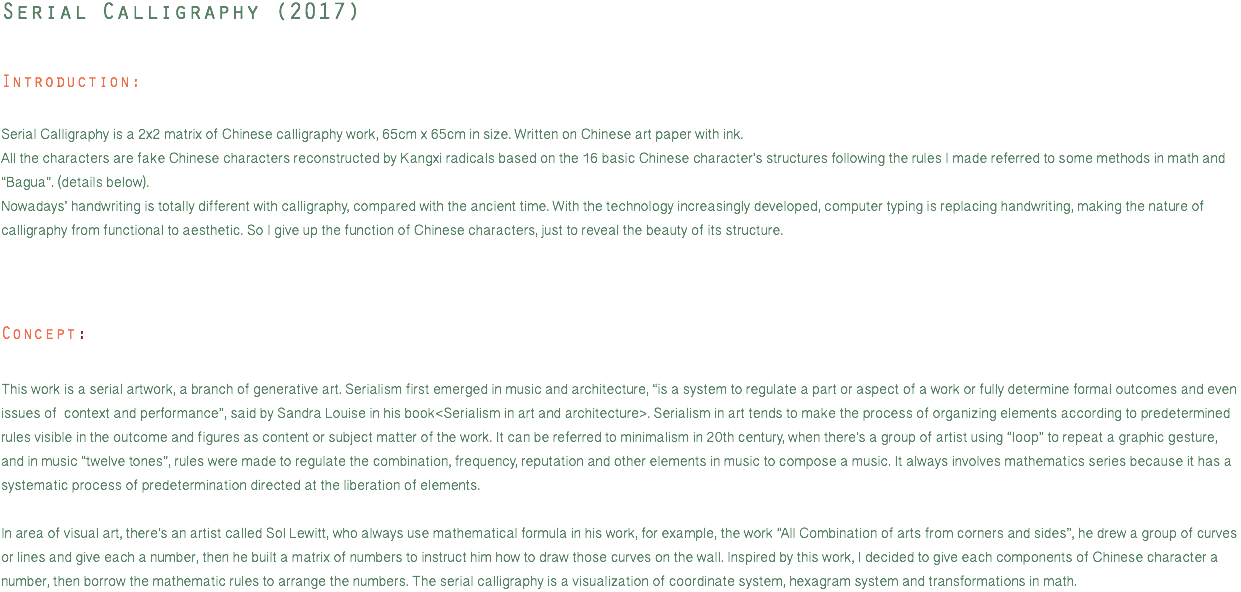 Serial Calligraphy (2017)
Introduction:
Serial Calligraphy is a 2x2 matrix of Chinese calligraphy work, 65cm x 65cm in size. Written on Chinese art paper with ink.
All the characters are fake Chinese characters reconstructed by Kangxi radicals based on the 16 basic Chinese character's structures following the rules I made referred to some methods in math and
"Bagua". (details below).
Nowadays' handwriting is totally different with calligraphy, compared with the ancient time. With the technology increasingly developed, computer typing is replacing handwriting, making the nature of
calligraphy from functional to aesthetic. So I give up the function of Chinese characters, just to reveal the beauty of its structure.
Concept:
This work is a serial artwork, a branch of generative art. Serialism first emerged in music and architecture, "is a system to regulate a part or aspect of a work or fully determine formal outcomes and even
issues of  context and performance", said by Sandra Louise in his book<Serialism in art and architecture>. Serialism in art tends to make the process of organizing elements according to predetermined
rules visible in the outcome and figures as content or subject matter of the work. It can be referred to minimalism in 20th century, when there's a group of artist using "loop" to repeat a graphic gesture,
and in music "twelve tones", rules were made to regulate the combination, frequency, reputation and other elements in music to compose a music. It always involves mathematics series because it has a
systematic process of predetermination directed at the liberation of elements.
In area of visual art, there's an artist called Sol Lewitt, who always use mathematical formula in his work, for example, the work "All Combination of arts from corners and sides", he drew a group of curves
or lines and give each a number, then he built a matrix of numbers to instruct him how to draw those curves on the wall. Inspired by this work, I decided to give each components of Chinese character a
number, then borrow the mathematic rules to arrange the numbers. The serial calligraphy is a visualization of coordinate system, hexagram system and transformations in math.